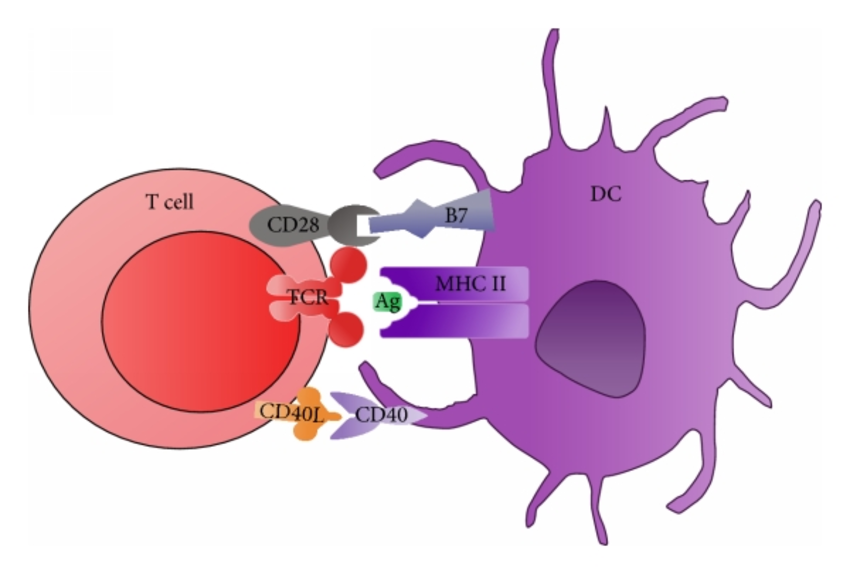 T cell
DC
CD28
B7
TCR
Ag
MHC II
CD40L
CD40